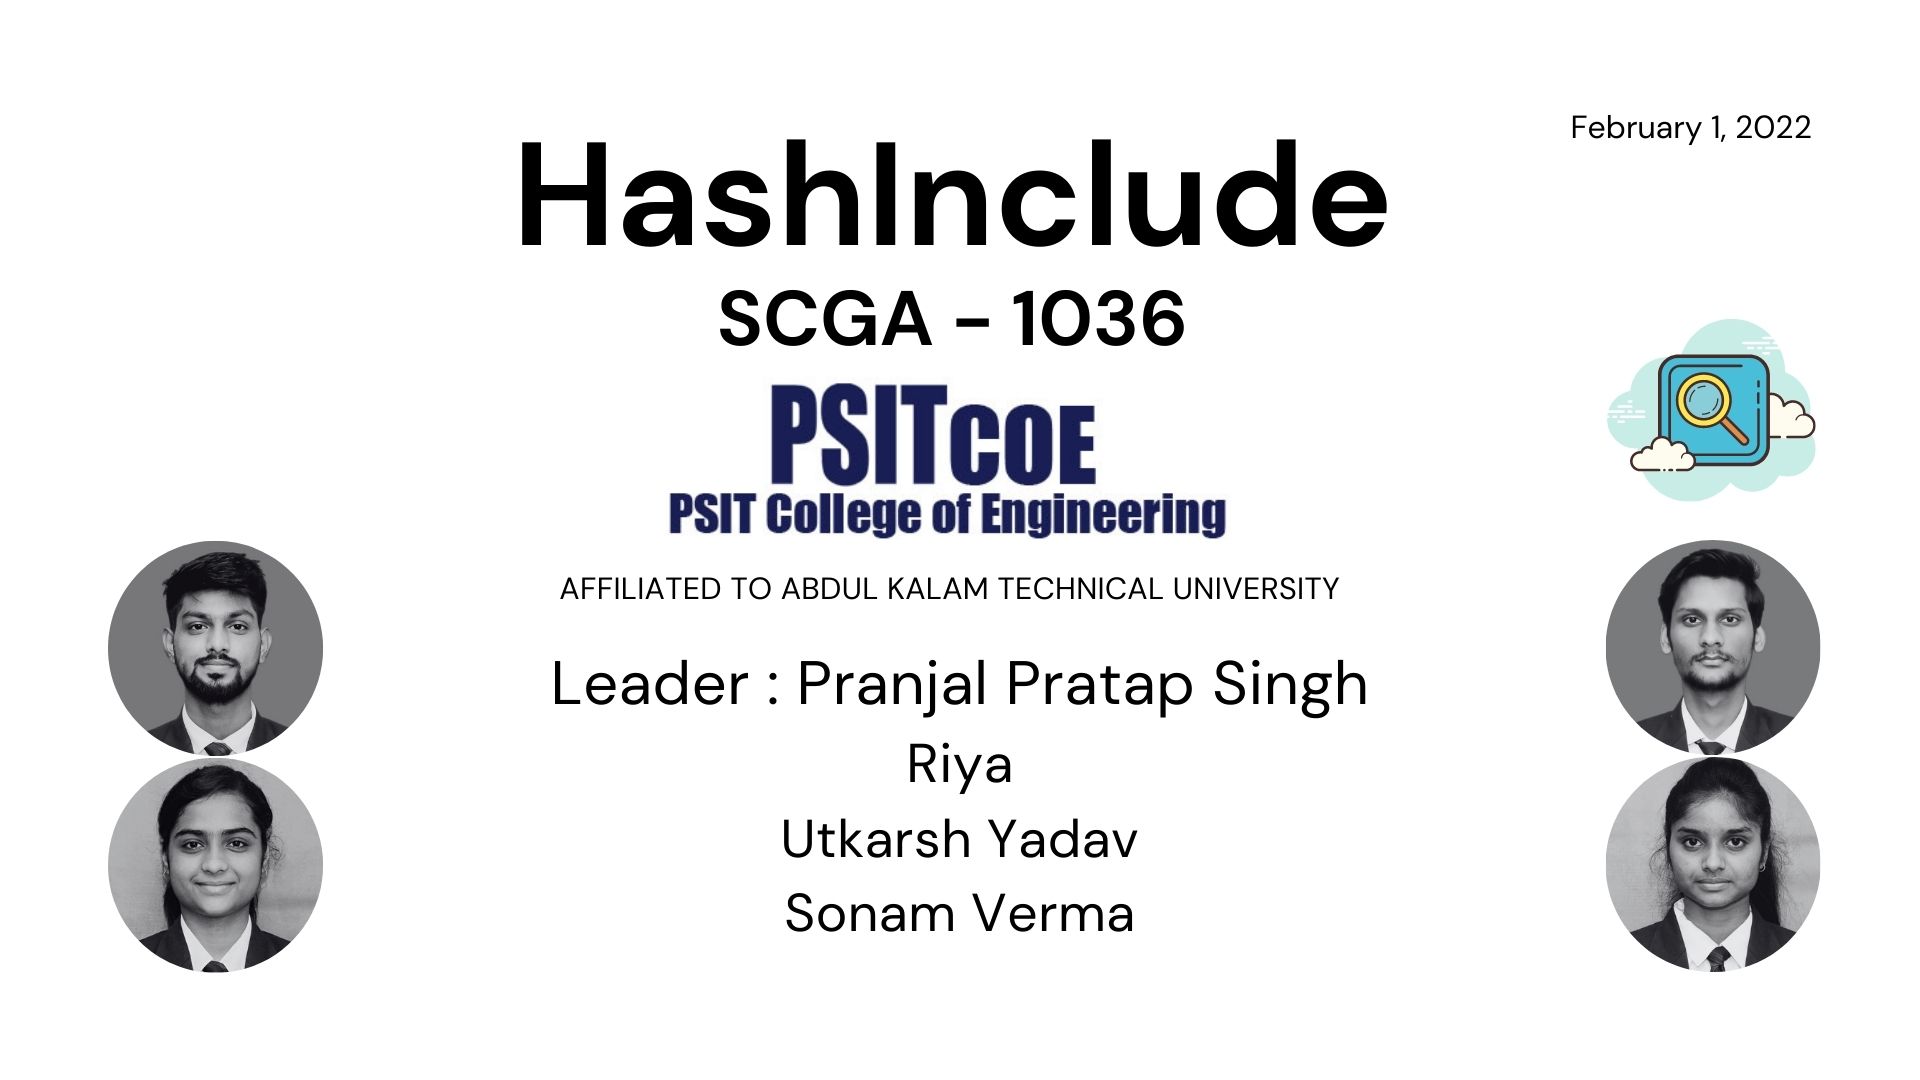 February 1, 2022
HashInclude
SCGA - 1036
PSITCOE
PSIT College of Engineering
AFFILIATED TO ABDUL KALAM TECHNICAL UNIVERSITY
Leader : Pranjal Pratap Singh
Riya
Utkarsh Yadav
Sonam Verma